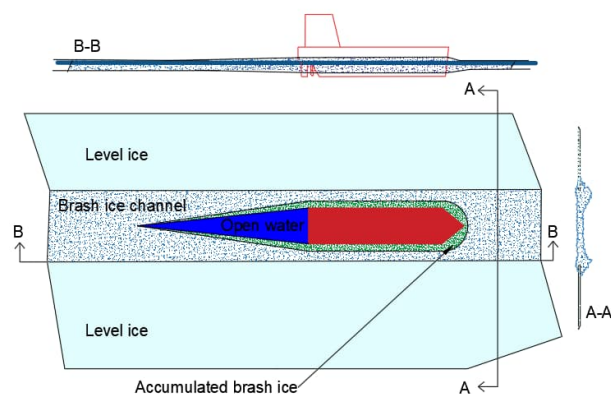 B-B
A
Level ice
Brash ice channel
B
Open water
B
Level ice
A-A
Accumulated brash ice
A